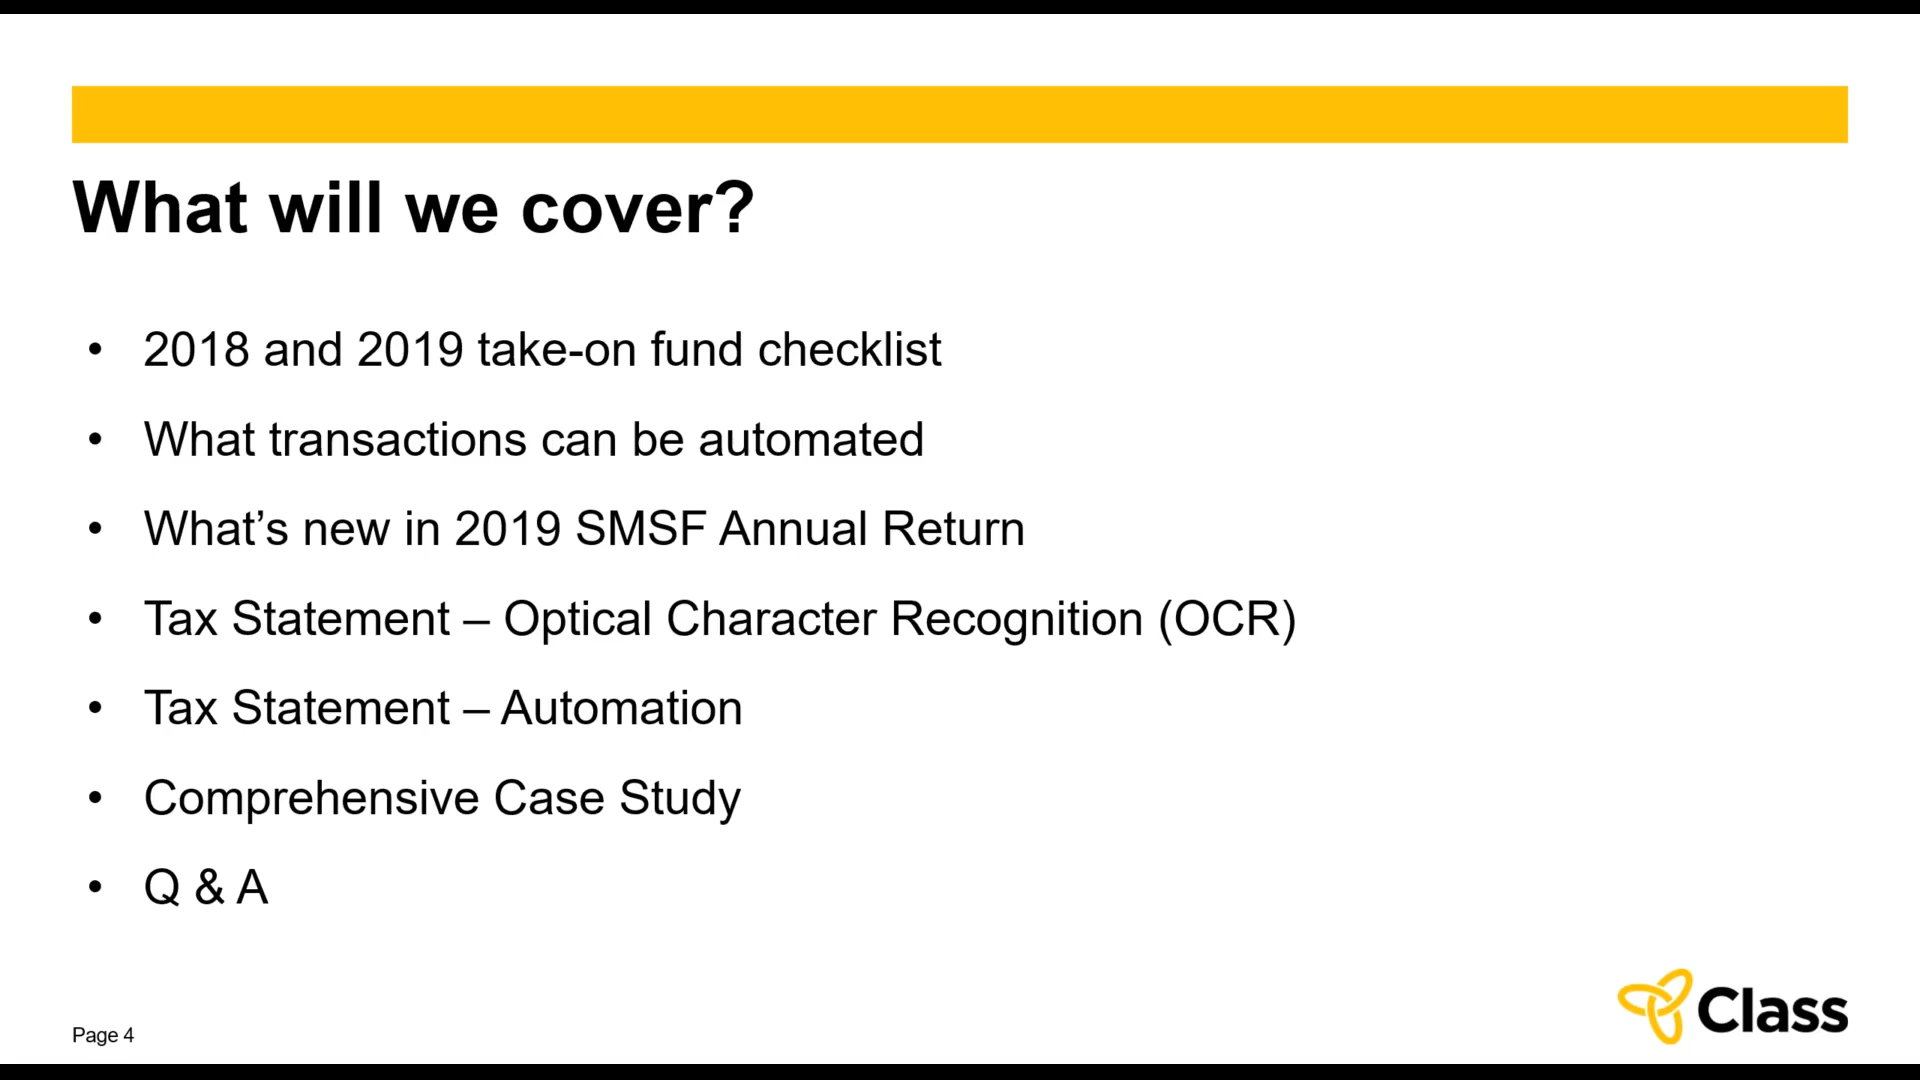 What will we cover?
• 2018 and 2019 take-on fund checklist
• What transactions can be automated
• What’s new in 2019 SMSF Annual Return
• Tax Statement – Optical Character Recognition (OCR)
• Tax Statement – Automation
• Comprehensive Case Study
• Q & A
Page 4
Class